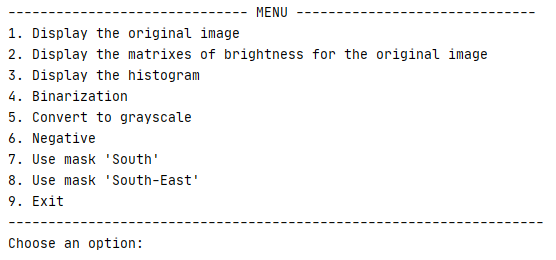 ------------------------------ MENU ------------------------------
1. Display the original image
2. Display the matrixes of brightness for the original image
3. Display the histogram
4. Binarization
5. Convert to grayscale
6. Negative
7. Use mask 'South'
8. Use mask 'South-East'
9. Exit
-------------------------------------------------------------------
Choose an option: